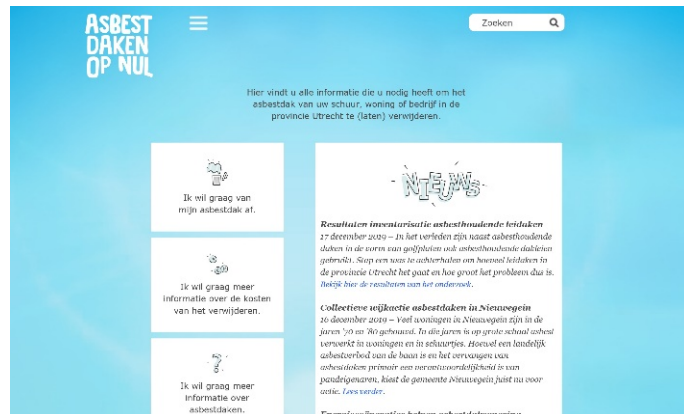 ASBEST
DAKEN
OP NUL
Zoeken
Hier vindt u alle informatie die u nodig heeft om het
asbestdak van uw schuur, woning of bedrijf in de
provincie Utrecht te (laten) verwijderen.
Ik wil graag van
mijn asbestdak af.
Ik wil graag meer
informatie over de kosten
van het verwijderen.
Ik wil graag meer
informatie over
asbestdaken.
NIEUWS
Resultaten inventarisatie asbesthoudende leidaken
17 december 2019 – In het verleden zijn naast asbesthoudende
daken in de vorm van golfplaten ook asbesthoudende dakleien
gebruikt. Stap een was te achterhalen om hoeveel leidaken in
de provincie Utrecht het gaat en hoe groot het probleem dus is.
Bekijk hier de resultaten van het onderzoek.
Collectieve wijkactie asbestdaken in Nieuwegein
16 december 2019 – Veel woningen in Nieuwegein zijn in de
jaren '70 en '80 gebouwd. In die jaren is op grote schaal asbest
verwerkt in woningen en in schuurtjes. Hoewel een landelijk
asbestverbod van de baan is en het vervangen van
asbestdaken primair een verantwoordelijkheid is van
pandeigenaren, kiest de gemeente Nieuwegein juist nu voor
actie. Lees verder.